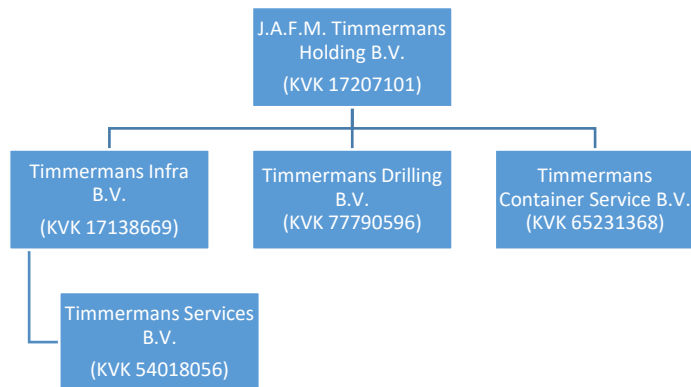 J.A.F.M. Timmermans
Holding B.V.
(KVK 17207101)
Timmermans Infra
B.V.
(KVK 17138669)
Timmermans Drilling
B.V.
(KVK 77790596)
Timmermans
Container Service B.V.
(KVK 65231368)
Timmermans Services
B.V.
(KVK 54018056)